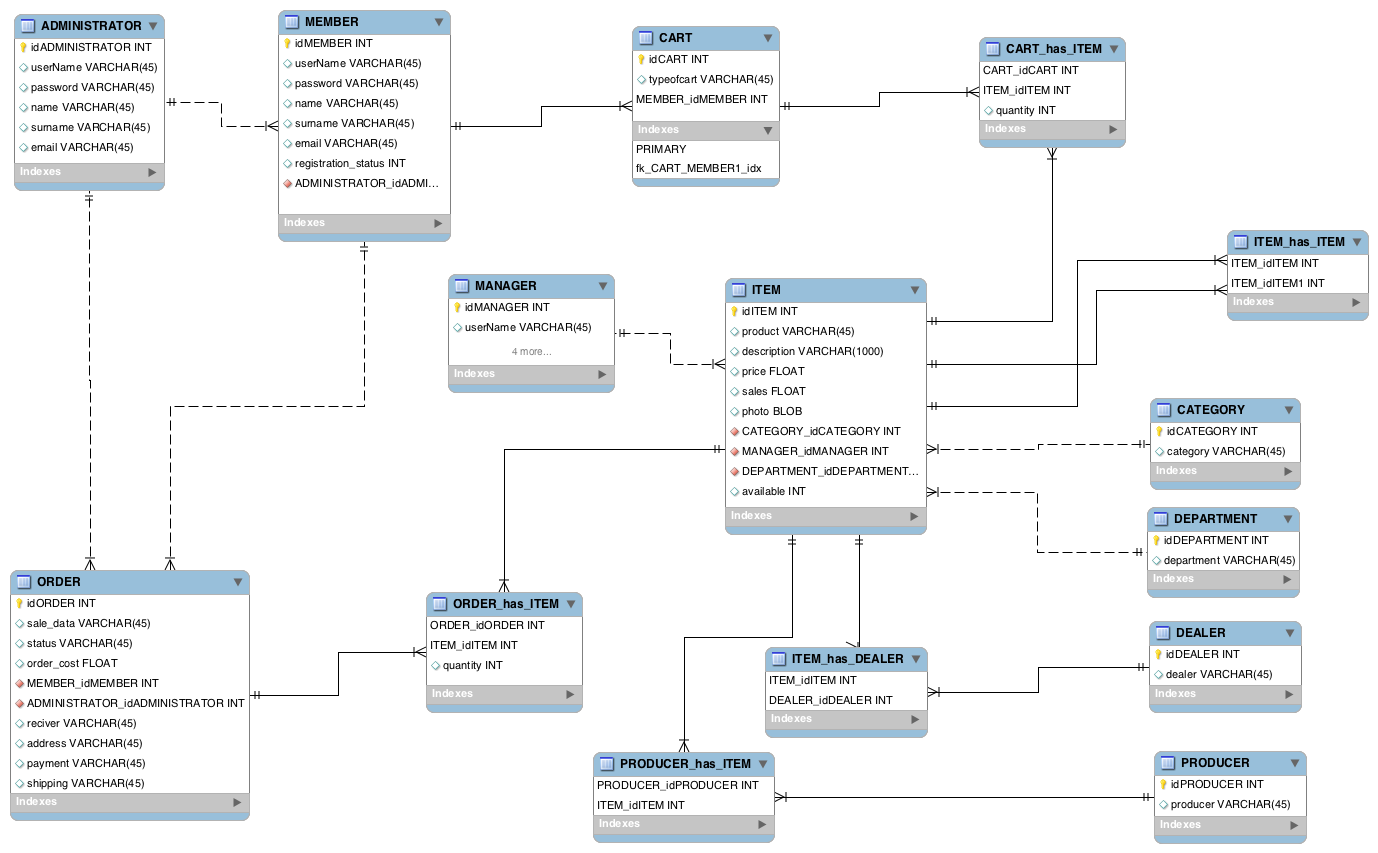 ADMINISTRATOR
idADMINISTRATOR INT
userName VARCHAR(45)
password VARCHAR(45)
name VARCHAR(45)
surname VARCHAR(45)
email VARCHAR(45)
Indexes
MEMBER
idMEMBER INT
userName VARCHAR(45)
password VARCHAR(45)
name VARCHAR(45)
surname VARCHAR(45)
email VARCHAR(45)
registration_status INT
ADMINISTRATOR_idADMI...
Indexes
CART
idCART INT
typeofcart VARCHAR(45)
MEMBER_idMEMBER INT
Indexes
PRIMARY
fk_CART_MEMBER1_idx
CART_has_ITEM
CART_idCART INT
ITEM_idITEM INT
quantity INT
Indexes
ITEM_has_ITEM
ITEM_idITEM INT
ITEM_idITEM1 INT
Indexes
MANAGER
idMANAGER INT
userName VARCHAR(45)
4 more...
Indexes
ITEM
idITEM INT
product VARCHAR(45)
description VARCHAR(1000)
price FLOAT
sales FLOAT
photo BLOB
CATEGORY_idCATEGORY INT
MANAGER_idMANAGER INT
DEPARTMENT_idDEPARTMENT...
available INT
Indexes
CATEGORY
idCATEGORY INT
category VARCHAR(45)
Indexes
DEPARTMENT
idDEPARTMENT INT
department VARCHAR(45)
Indexes
ORDER
idORDER INT
sale_data VARCHAR(45)
status VARCHAR(45)
order_cost FLOAT
MEMBER_idMEMBER INT
ADMINISTRATOR_idADMINISTRATOR INT
reciver VARCHAR(45)
address VARCHAR(45)
payment VARCHAR(45)
shipping VARCHAR(45)
Indexes
ORDER_has_ITEM
ORDER_idORDER INT
ITEM_idITEM INT
quantity INT
Indexes
ITEM_has_DEALER
ITEM_idITEM INT
DEALER_idDEALER INT
Indexes
DEALER
idDEALER INT
dealer VARCHAR(45)
Indexes
PRODUCER_has_ITEM
PRODUCER_idPRODUCER INT
ITEM_idITEM INT
Indexes
PRODUCER
idPRODUCER INT
producer VARCHAR(45)
Indexes